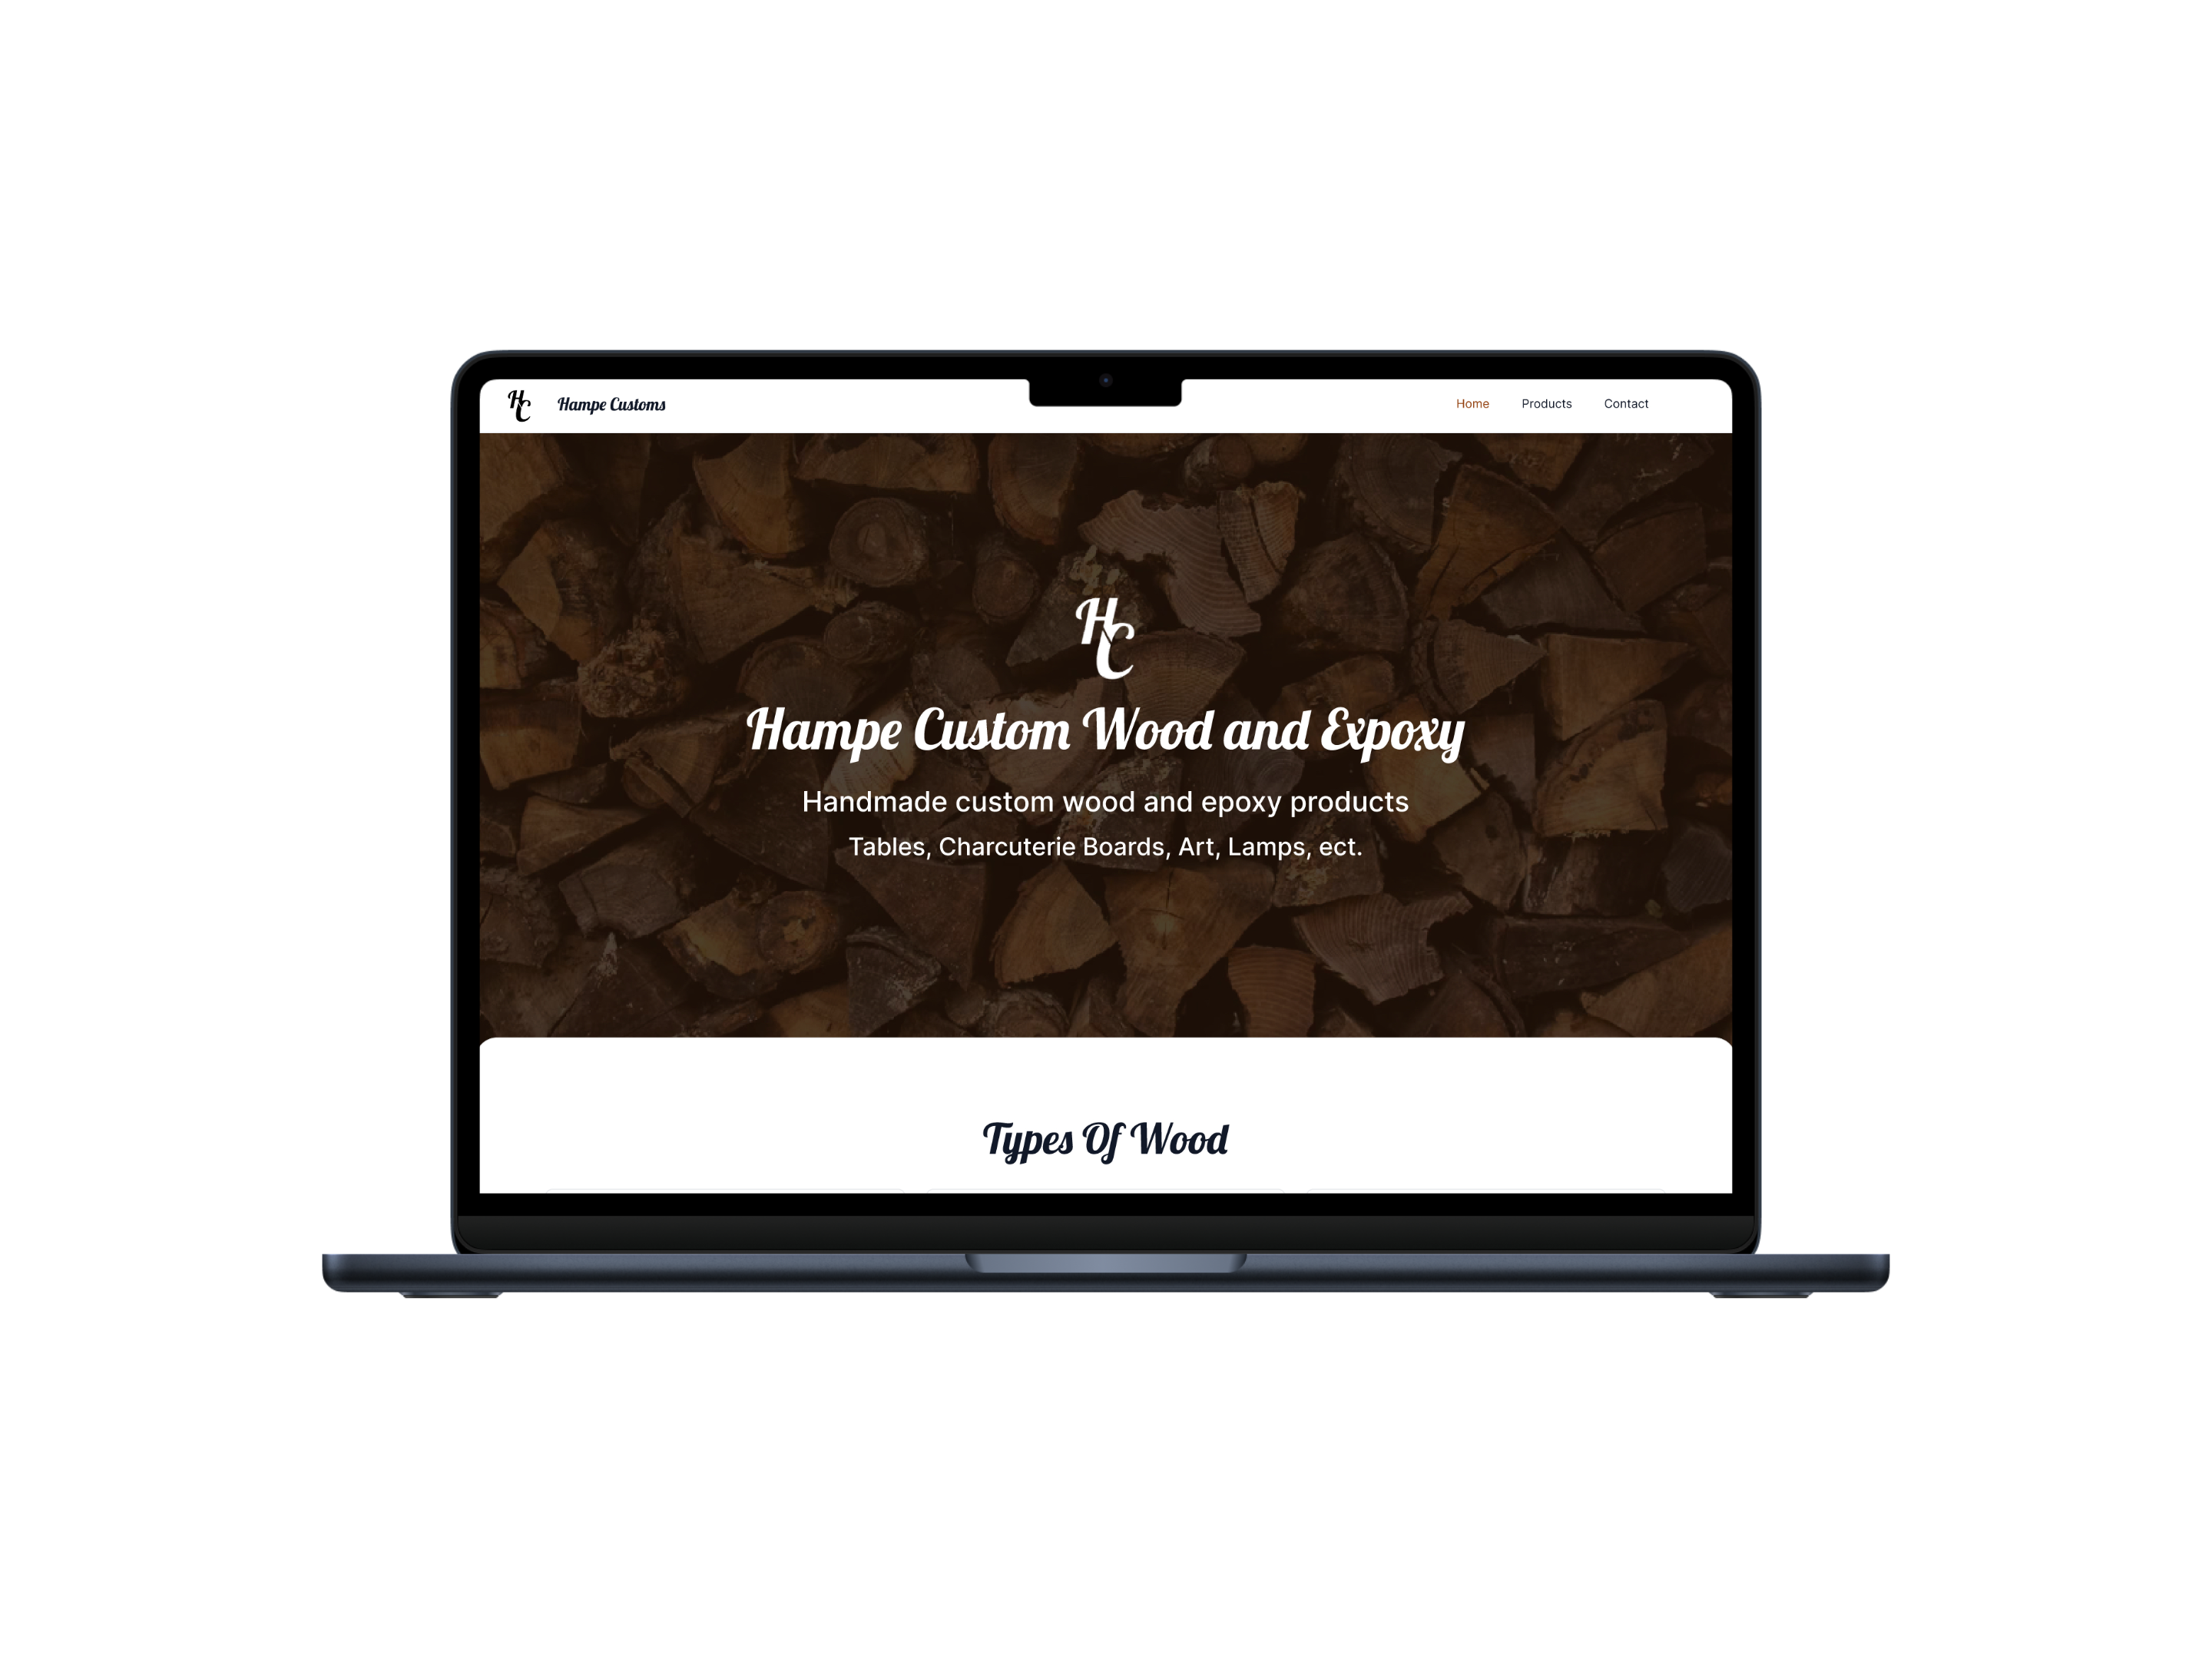 HC
Hampe Customs
Home
Products
Contact
HC
Hampe Custom Wood and Expoxy
Handmade custom wood and epoxy products
Tables, Charcuterie Boards, Art, Lamps, ect.
Types Of Wood